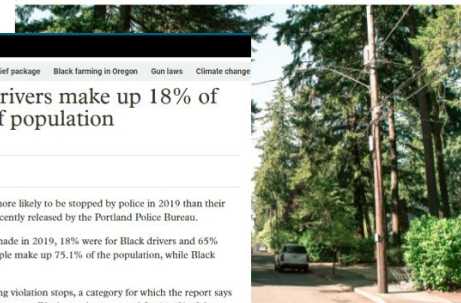 ief package Black farming in Oregon Gun laws Climate change
rivers make up 18% of
f population
ore likely to be stopped by police in 2019 than their
cently released by the Portland Police Bureau.
nade in 2019, 18% were for Black drivers and 65%
ple make up 75.1% of the population, while Black
ng violation stops, a category for which the report says